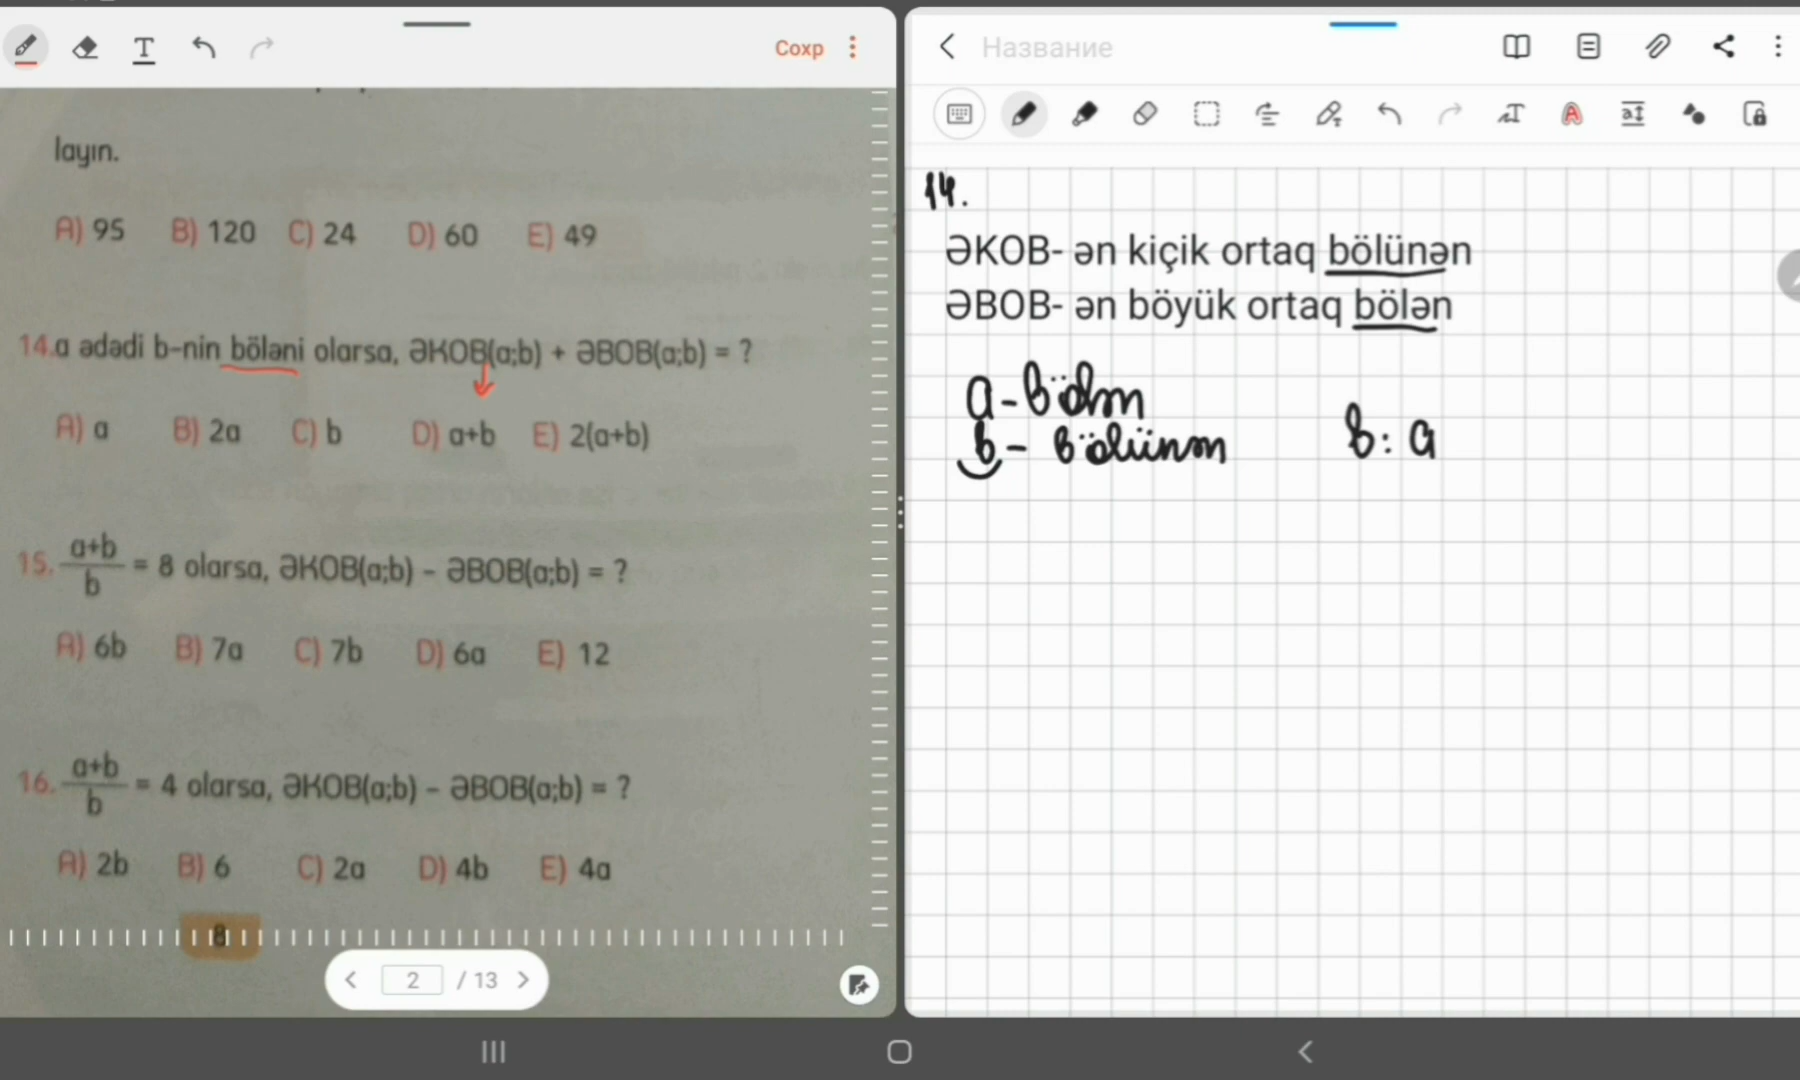 Сохр
layın.
A) 95 B) 120 C) 24 D) 60 E) 49
14.a ədədi b-nin böləni olarsa, ƏKOB(a;b) + ƏBOB(a;b) = ?
A) a B) 2a C) b D) a+b E) 2(a+b)
15. a+b/b = 8 olarsa, ƏKOB(a;b) - ƏBOB(a;b) = ?
A) 6b B) 7a C) 7b D) 6a E) 12
16. a+b/b = 4 olarsa, ƏKOB(a;b) - ƏBOB(a;b) = ?
A) 2b B) 6 C) 2a D) 4b E) 4a
8
2 / 13
Название
14.
ƏKOB- ən kiçik ortaq bölünən
ƏBOB- ən böyük ortaq bölən
a - bölən
b - bölünən
b : a